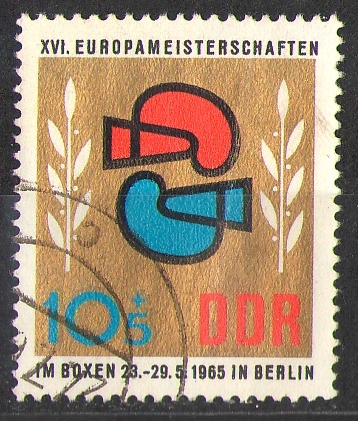 XVI. EUROPAMEISTERSCHAFTEN
10+5 DDR
IM BOXEN 23.-29.5.1965 IN BERLIN